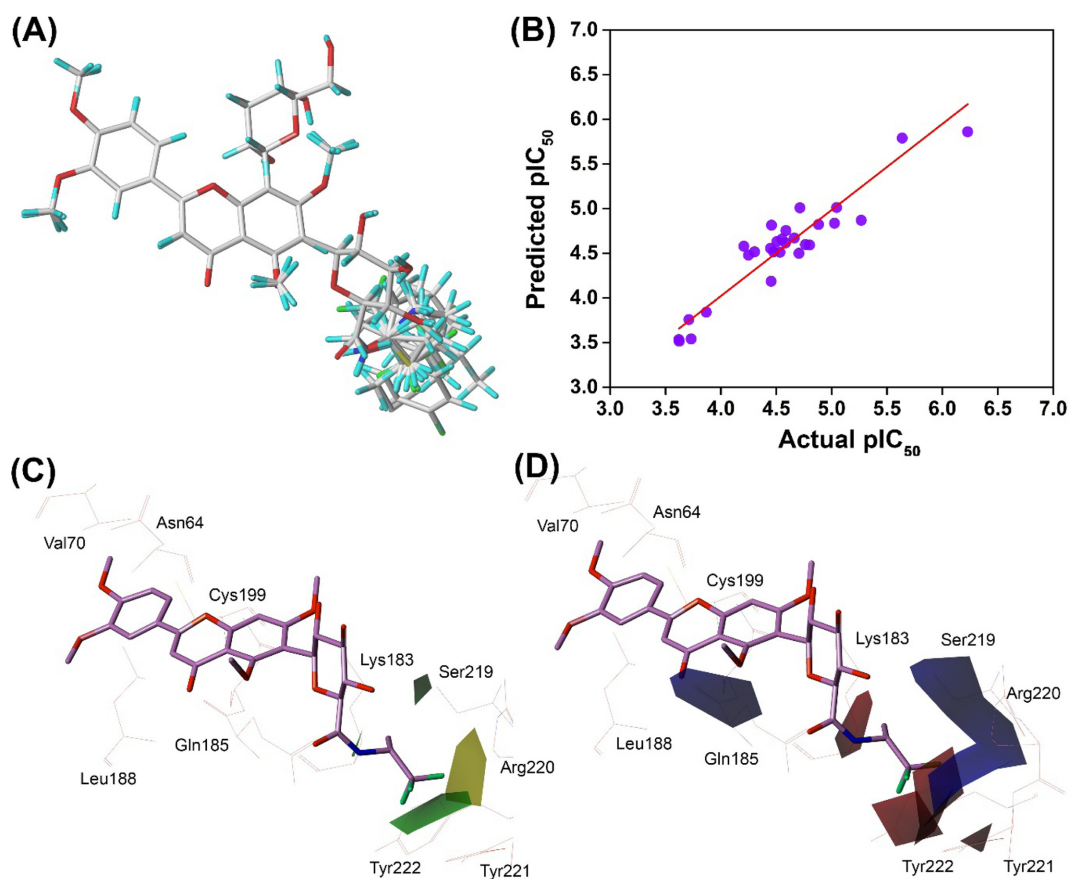 (A)
(B)
Predicted pIC50
7.0
6.5
6.0
5.5
5.0
4.5
4.0
3.5
3.0
3.0 3.5 4.0 4.5 5.0 5.5 6.0 6.5 7.0
Actual pIC50
(C)
Val70
Asn64
Cys199
Lys183
Ser219
Gln185
Leu188
Arg220
Tyr222
Tyr221
(D)
Val70
Asn64
Cys199
Lys183
Ser219
Arg220
Leu188
Gln185
Tyr222
Tyr221